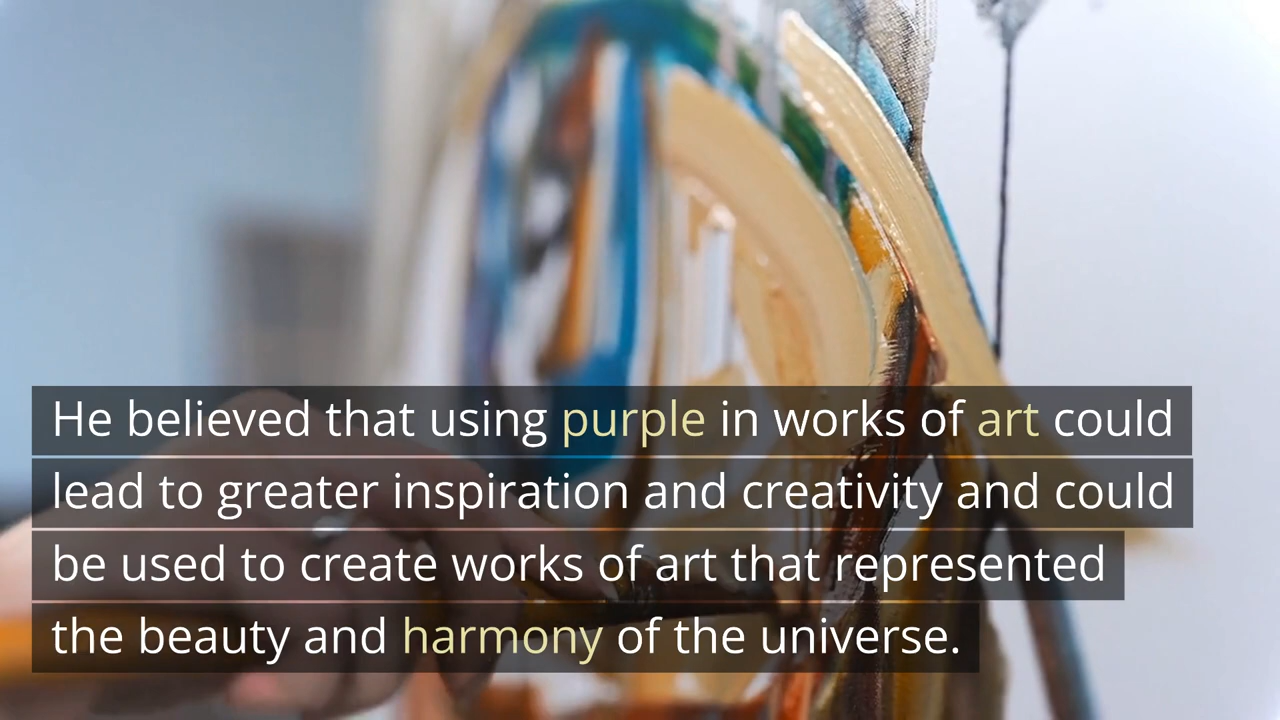 He believed that using purple in works of art could
lead to greater inspiration and creativity and could
be used to create works of art that represented
the beauty and harmony of the universe.